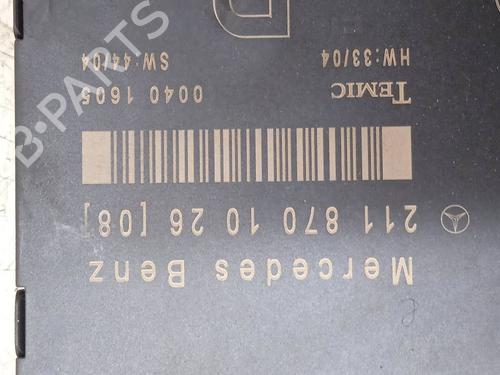 Mercedes Benz
211 870 10 26 [08]
0040 1605
TEMIC
HW:33/04
SW:44/04
D
B-PARTS